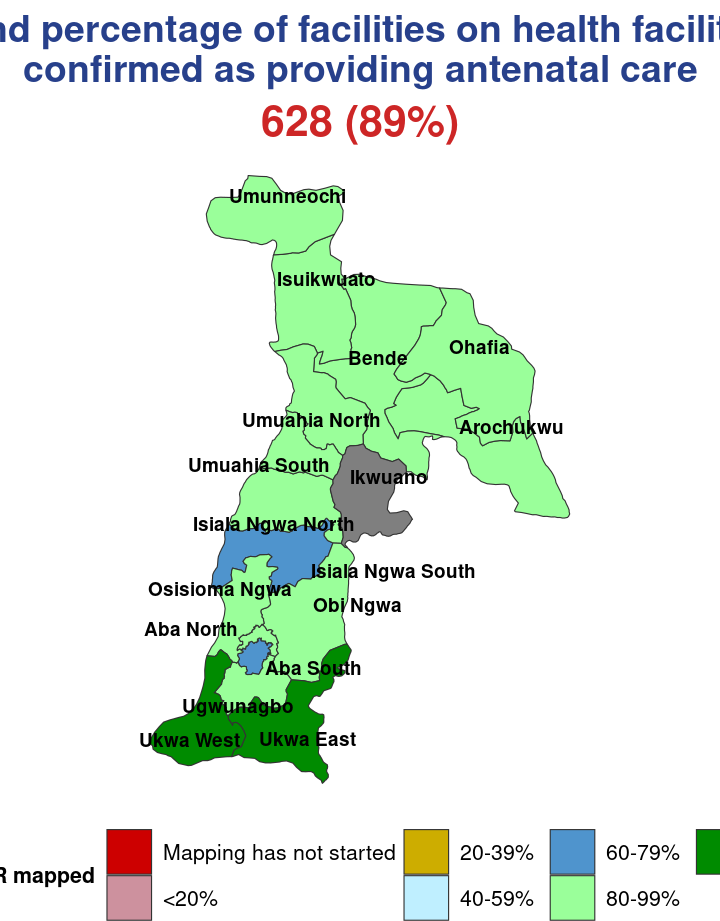 percentage of facilities on health
confirmed as providing antenatal care
628 (89%)
Umunneochi
Isuikwuato
Ohafia
Bende
Umuahia North
Arochukwu
Umuahia South
Ikwuano
Isiala Ngwa North
Isiala Ngwa South
Osisioma Ngwa
Obi Ngwa
Aba North
Aba South
Ugwunagbo
Ukwa West
Ukwa East
Mapping has not started
20-39%
60-79%
R mapped
<20%
40-59%
80-99%